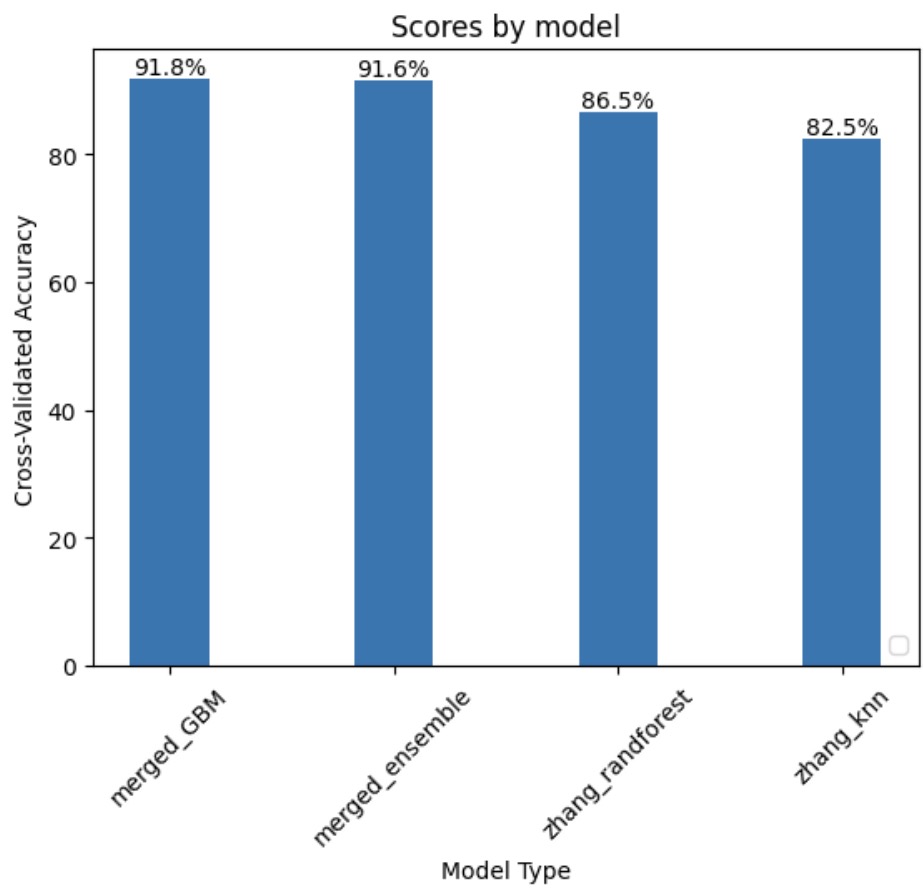 Scores by model
91.8%
91.6%
86.5%
82.5%
Cross-Validated Accuracy
80
60
40
20
0
merged_GBM
merged_ensemble
zhang_randforest
zhang_knn
Model Type